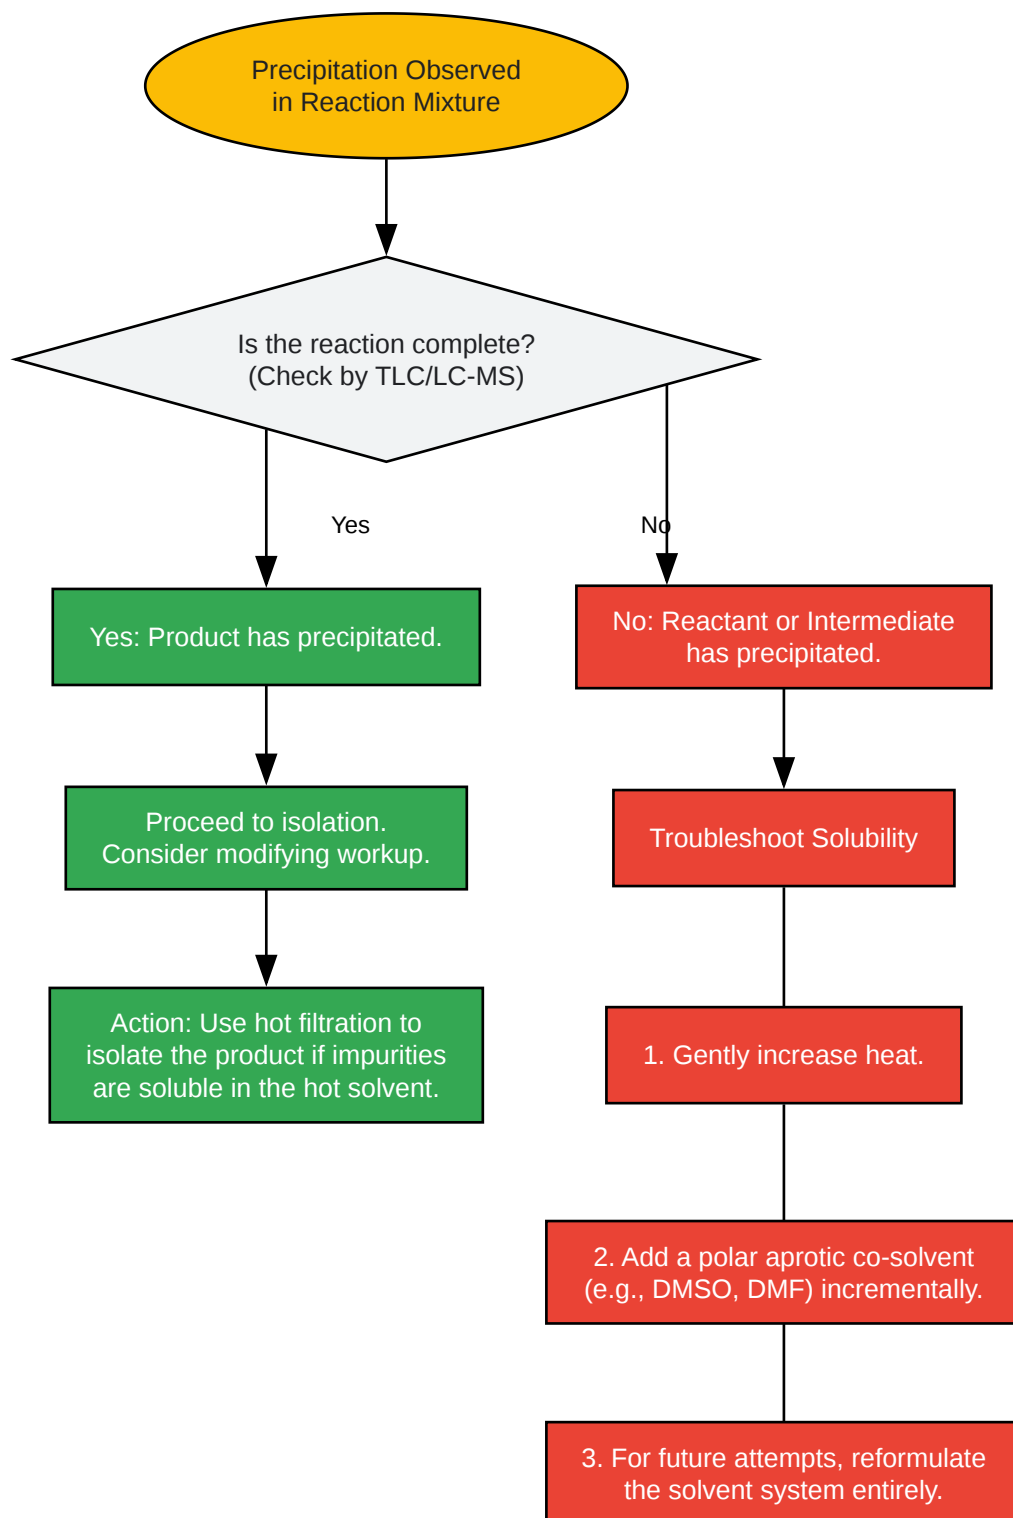 Precipitation Observed
in Reaction Mixture
Is the reaction complete?
(Check by TLC/LC-MS)
Yes
No
Yes: Product has precipitated.
No: Reactant or Intermediate
has precipitated.
Proceed to isolation.
Consider modifying workup.
Troubleshoot Solubility
Action: Use hot filtration to
isolate the product if impurities
are soluble in the hot solvent.
1. Gently increase heat.
2. Add a polar aprotic co-solvent
(e.g., DMSO, DMF) incrementally.
3. For future attempts, reformulate
the solvent system entirely.